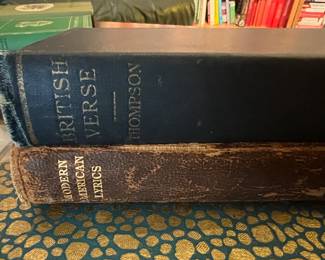 BRITISH
VERSE
THOMPSON
MODERN
AMERICAN
LYRICS